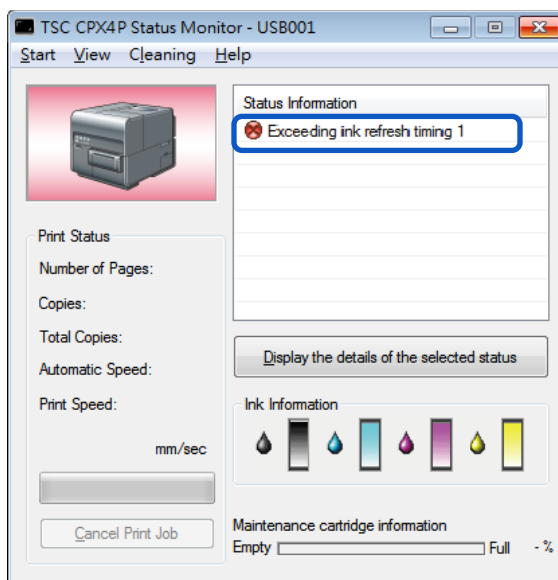 TSC CPX4P Status Monitor - USB001
Start View Cleaning Help
Status Information
Exceeding ink refresh timing 1
Print Status
Number of Pages:
Copies:
Total Copies:
Automatic Speed:
Print Speed:
mm/sec
Cancel Print Job
Display the details of the selected status
Ink Information
Maintenance cartridge information
Empty Full - %